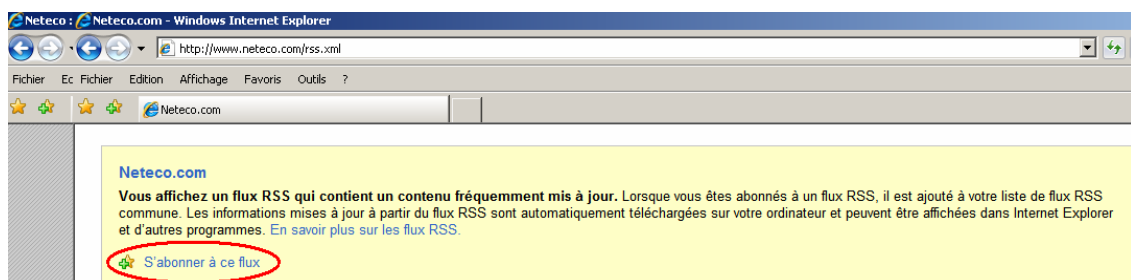 Neteco : Neteco.com - Windows Internet Explorer
http://www.neteco.com/rss.xml
Fichier Ec Fichier Edition Affichage Favoris Outils ?
Neteco.com
Neteco.com
Vous affichez un flux RSS qui contient un contenu fréquemment mis à jour. Lorsque vous êtes abonnés à un flux RSS, il est ajouté à votre liste de flux RSS
commune. Les informations mises à jour à partir du flux RSS sont automatiquement téléchargées sur votre ordinateur et peuvent être affichées dans Internet Explorer
et d'autres programmes. En savoir plus sur les flux RSS.
S'abonner à ce flux